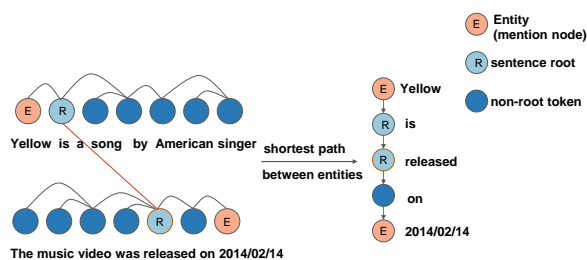 E R
Yellow is a song by American singer
R E
The music video was released on 2014/02/14
shortest path
between entities
E Yellow
R is
R released
on
E 2014/02/14
E Entity
(mention node)
R sentence root
non-root token